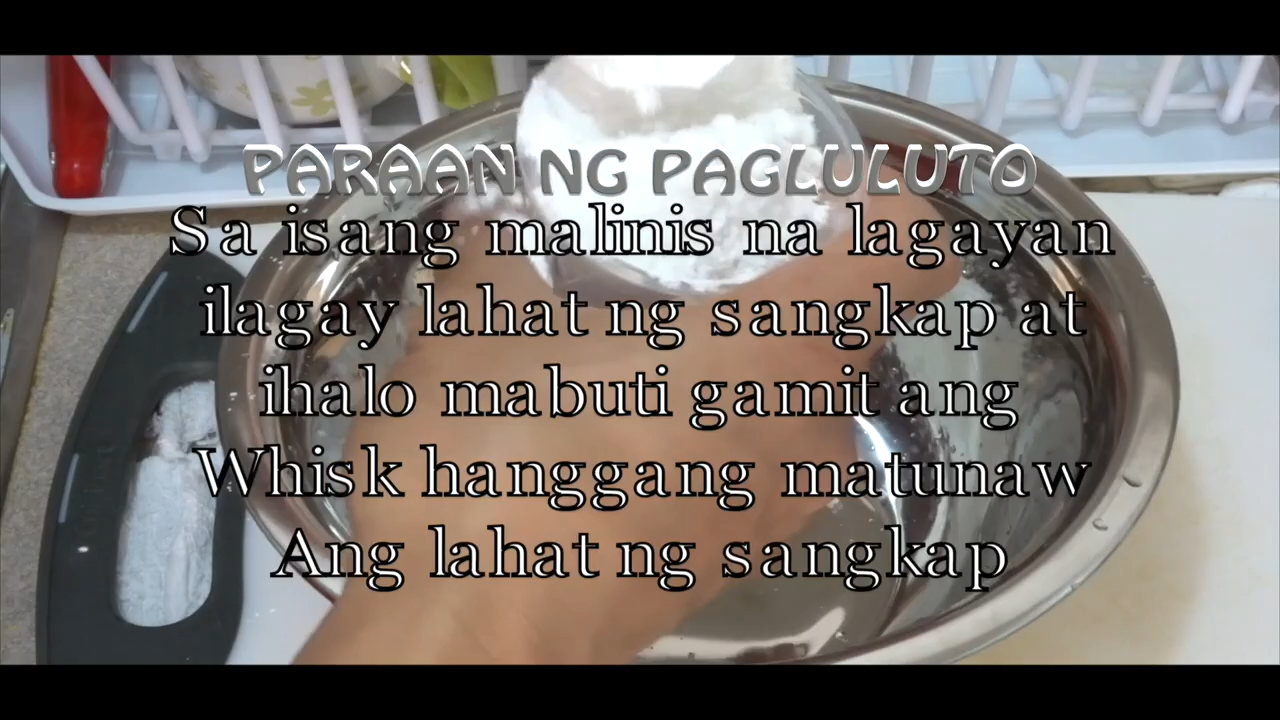 PARAAN NG PAGLULUTO
Sa isang malinis na lagayan
ilagay lahat ng sangkap at
ihalo mabuti gamit ang
Whisk hanggang matunaw
Ang lahat ng sangkap